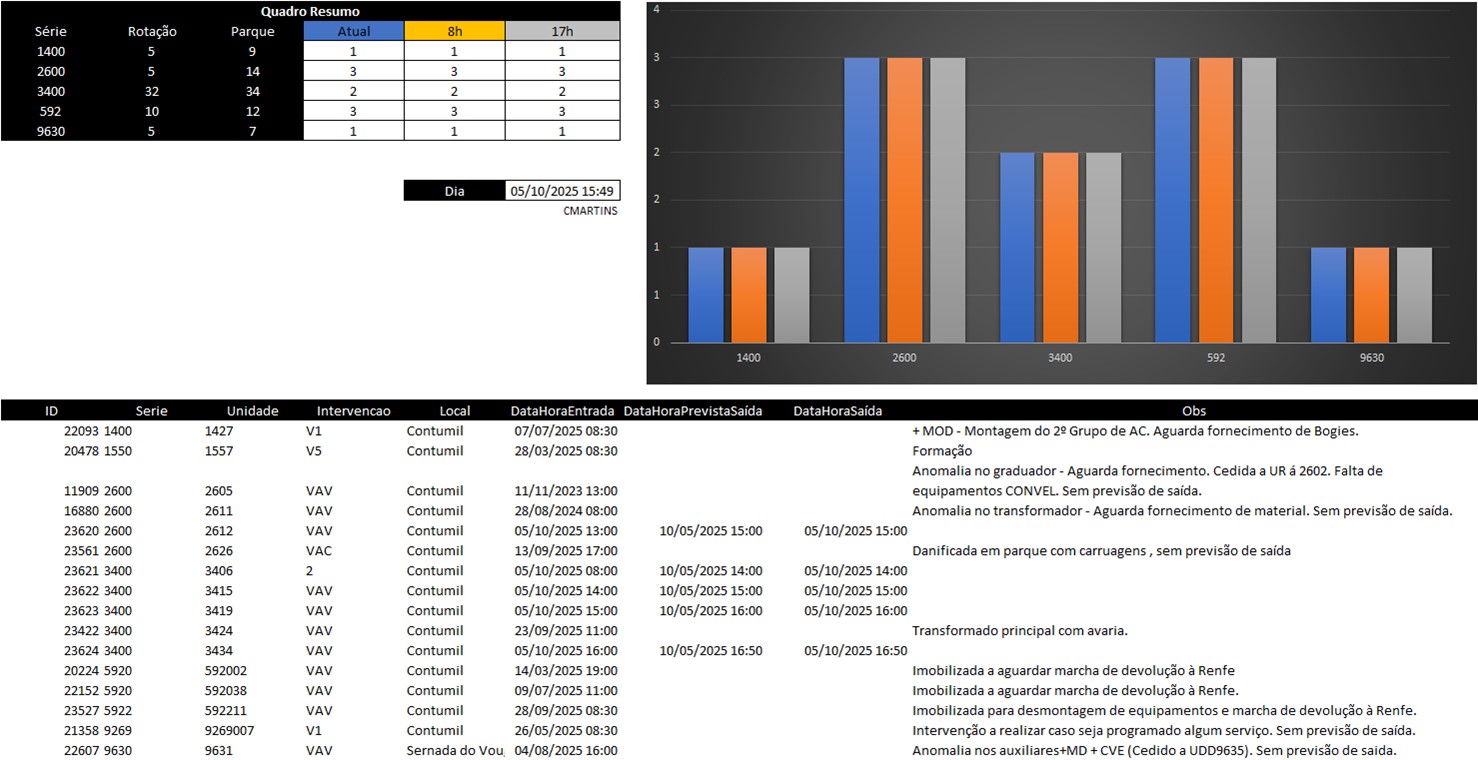 Quadro Resumo
Série Rotação Parque Atual 8h 17h
1400 5 9 1 1 1
2600 5 14 3 3 3
3400 32 34 2 2 2
592 10 12 3 3 3
9630 5 7 1 1 1
Dia 05/10/2025 15:49
CMARTINS
4
3
3
2
2
1
1
0
1400 2600 3400 592 9630
ID Serie Unidade Intervencao Local DataHoraEntrada DataHoraPrevistaSaída DataHoraSaída Obs
22093 1400 1427 V1 Contumil 07/07/2025 08:30 + MOD - Montagem do 2º Grupo de AC. Aguarda fornecimento de Bogies.
20478 1550 1557 V5 Contumil 28/03/2025 08:30 Formação
Anomalia no graduador - Aguarda fornecimento. Cedida a UR á 2602. Falta de
11909 2600 2605 VAV Contumil 11/11/2023 13:00 equipamentos CONVEL. Sem previsão de saída.
16880 2600 2611 VAV Contumil 28/08/2024 08:00 Anomalia no transformador - Aguarda fornecimento de material. Sem previsão de saída.
23620 2600 2612 VAV Contumil 05/10/2025 13:00 10/05/2025 15:00 05/10/2025 15:00
23561 2600 2626 VAC Contumil 13/09/2025 17:00 Danificada em parque com carruagens , sem previsão de saída
23621 3400 3406 2 Contumil 05/10/2025 08:00 10/05/2025 14:00 05/10/2025 14:00
23622 3400 3415 VAV Contumil 05/10/2025 14:00 10/05/2025 15:00 05/10/2025 15:00
23623 3400 3419 VAV Contumil 05/10/2025 15:00 10/05/2025 16:00 05/10/2025 16:00
23422 3400 3424 VAV Contumil 23/09/2025 11:00 Transformado principal com avaria.
23624 3400 3434 VAV Contumil 05/10/2025 16:00 10/05/2025 16:50 05/10/2025 16:50
20224 5920 592002 VAV Contumil 14/03/2025 19:00 Imobilizada a aguardar marcha de devolução à Renfe
22152 5920 592038 VAV Contumil 09/07/2025 11:00 Imobilizada a aguardar marcha de devolução à Renfe.
23527 5922 592211 VAV Contumil 28/09/2025 08:30 Imobilizada para desmontagem de equipamentos e marcha de devolução à Renfe.
21358 9269 9269007 V1 Contumil 26/05/2025 08:30 Intervenção a realizar caso seja programado algum serviço. Sem previsão de saída.
22607 9630 9631 VAV Sernada do Vou 04/08/2025 16:00 Anomalia nos auxiliares+MD + CVE (Cedido a UDD9635). Sem previsão de saida.